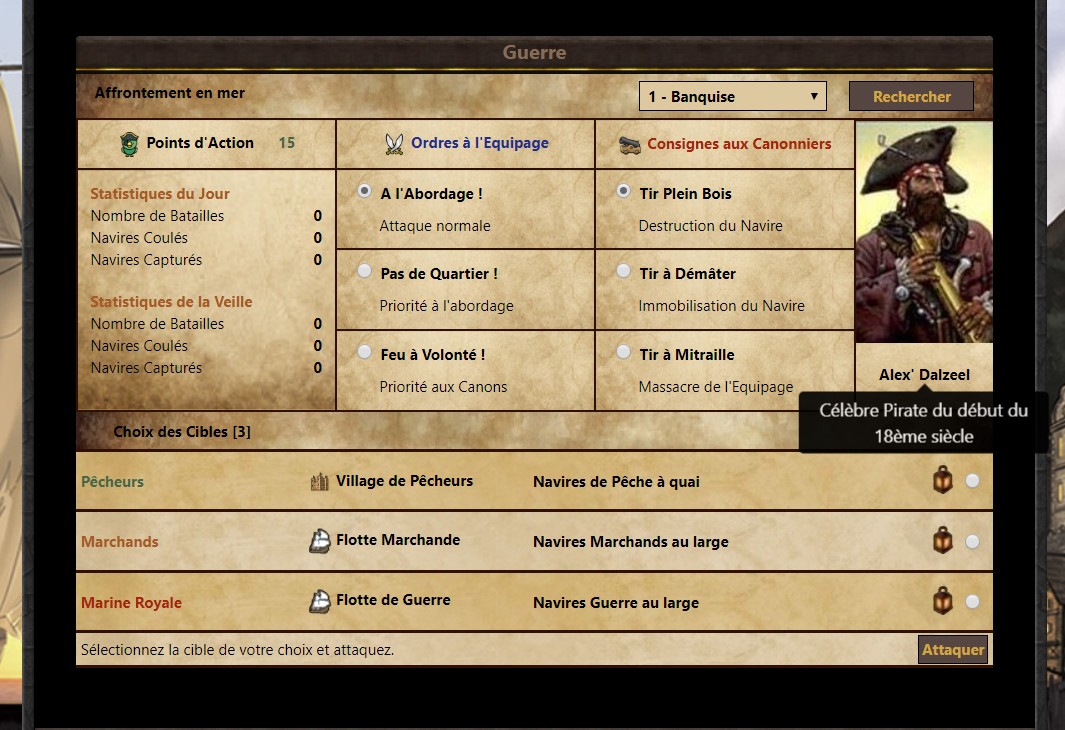 Guerre
Affrontement en mer
1 - Banquise
Rechercher
Points d'Action 15
Ordres à l'Equipage
Consignes aux Canonniers
Statistiques du Jour
Nombre de Batailles 0
Navires Coulés 0
Navires Capturés 0
Statistiques de la Veille
Nombre de Batailles 0
Navires Coulés 0
Navires Capturés 0
A l'Abordage !
Attaque normale
Pas de Quartier !
Priorité à l'abordage
Feu à Volonté !
Priorité aux Canons
Tir Plein Bois
Destruction du Navire
Tir à Démâter
Immobilisation du Navire
Tir à Mitraille
Massacre de l'Equipage
Alex' Dalzeel
Célèbre Pirate du début du
18ème siècle
Choix des Cibles [3]
Pêcheurs Village de Pêcheurs Navires de Pêche à quai
Marchands Flotte Marchande Navires Marchands au large
Marine Royale Flotte de Guerre Navires Guerre au large
Sélectionnez la cible de votre choix et attaquez.
Attaquer